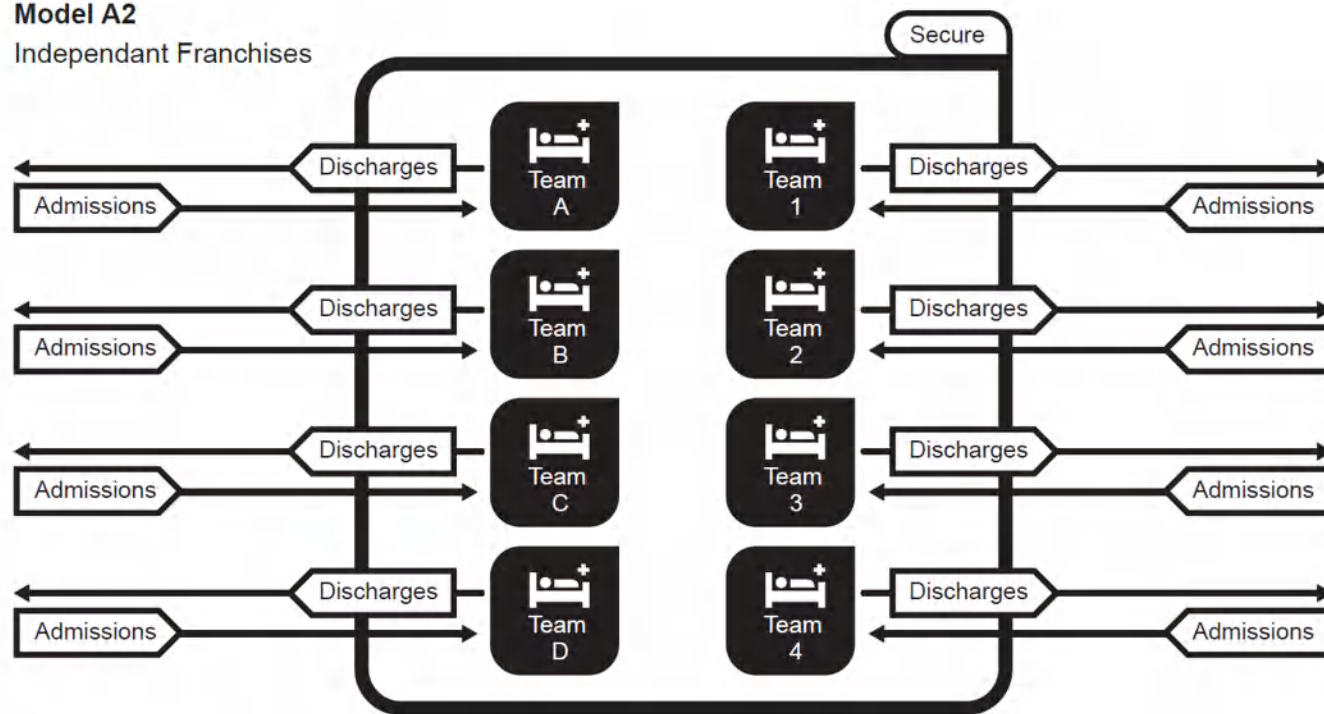 Model A2
Independant Franchises
Secure
Discharges
Admissions
Team
A
Team
1
Discharges
Admissions
Discharges
Admissions
Team
B
Team
2
Discharges
Admissions
Discharges
Admissions
Team
C
Team
3
Discharges
Admissions
Discharges
Admissions
Team
D
Team
4
Discharges
Admissions